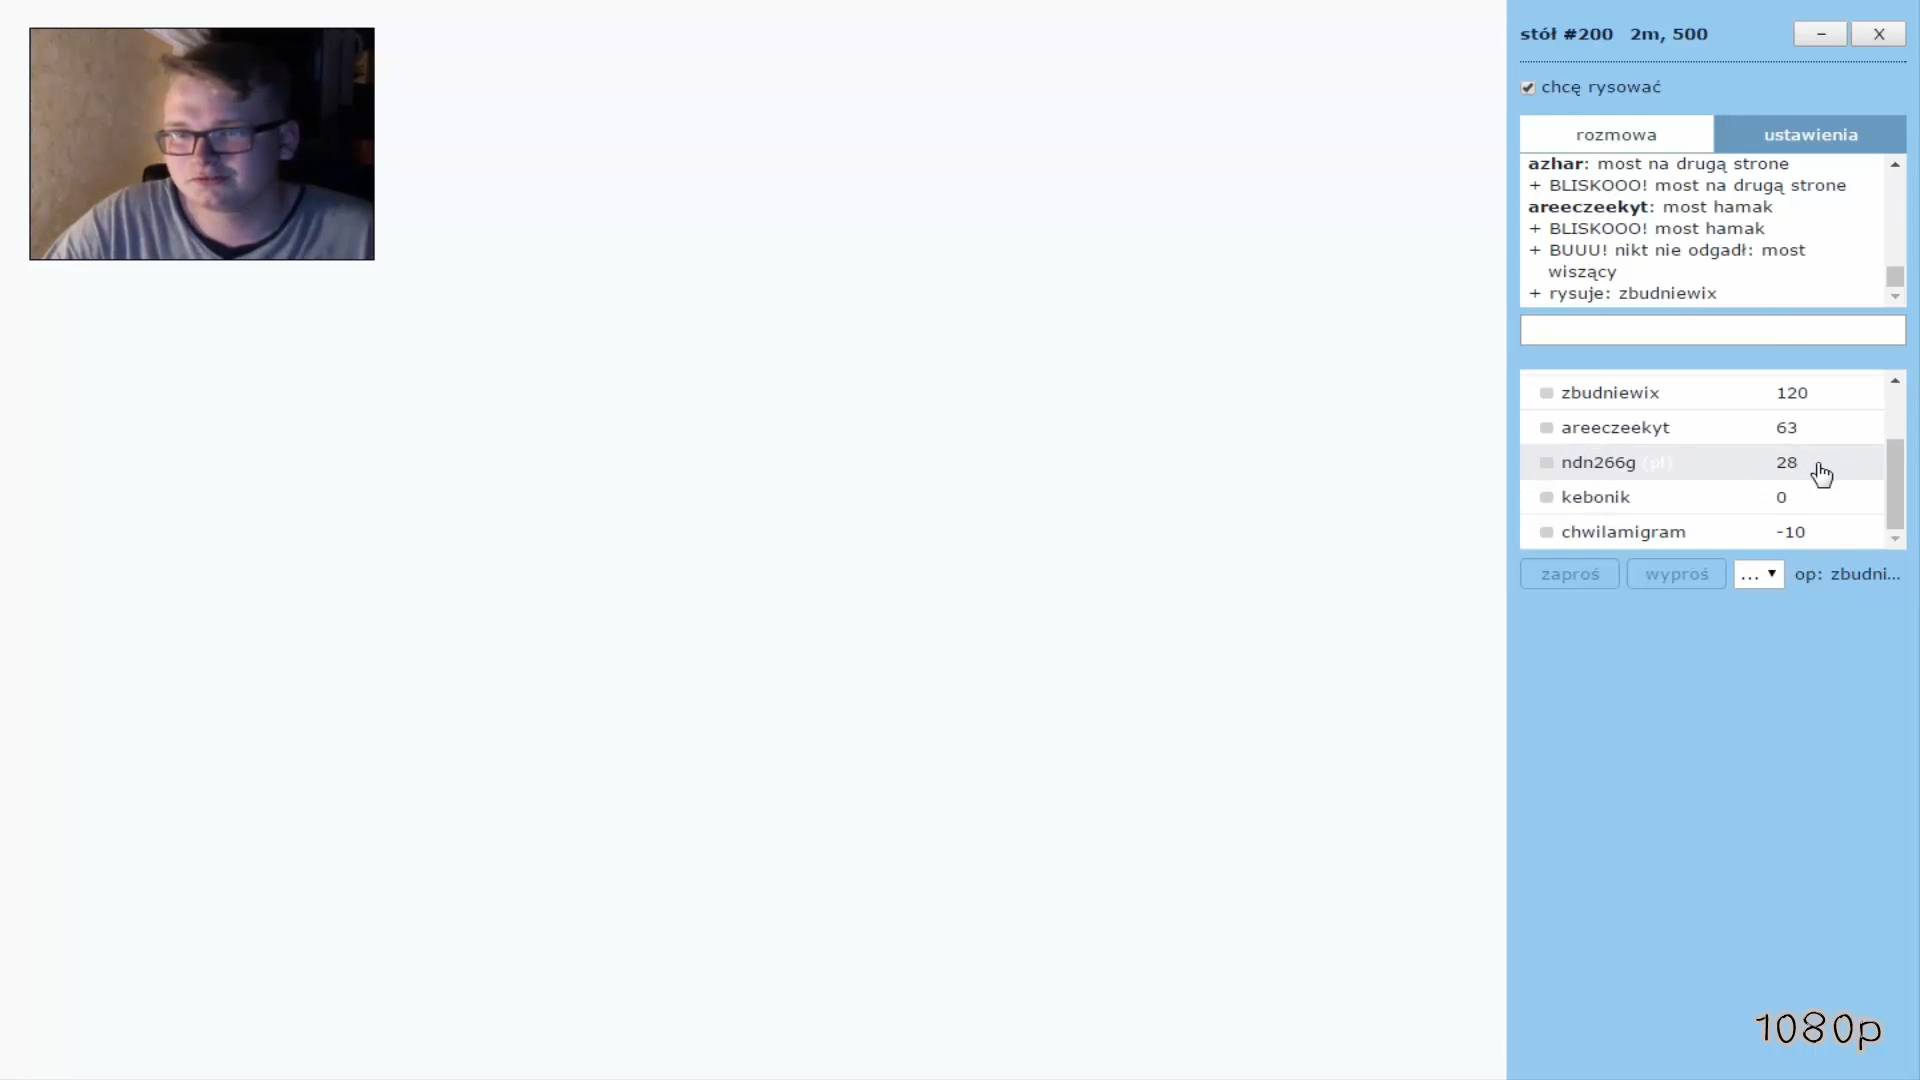 stół #200 2m, 500
– X
chcę rysować
rozmowa ustawienia
azhar: most na drugą strone
+ BLISKOOO! most na drugą strone
areeczeekyt: most hamak
+ BLISKOOO! most hamak
+ BUUU! nikt nie odgadł: most
wiszący
+ rysuje: zbudniewix
zbudniewix 120
areeczeekyt 63
ndn266g (pl) 28
kebonik 0
chwilamigram -10
zaproś wyproś ... op: zbudni...
1080p